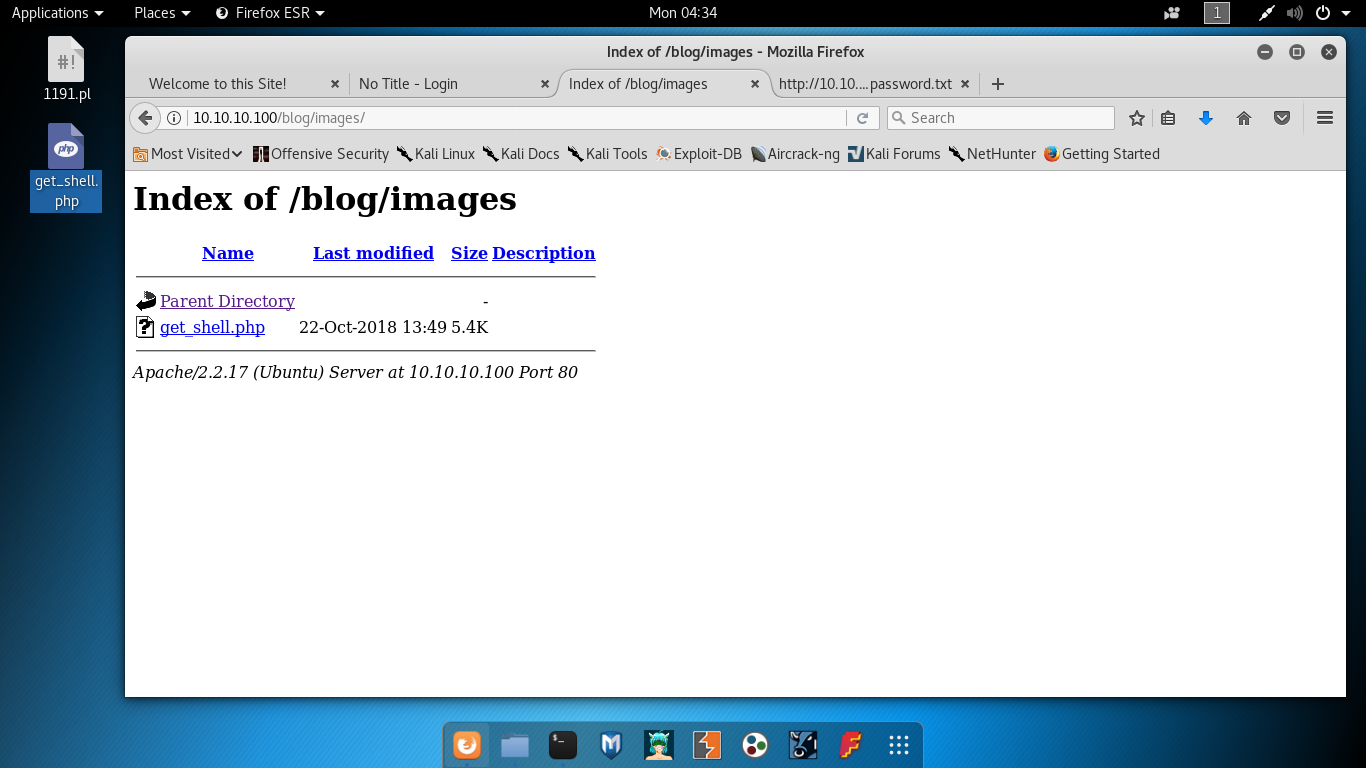 Applications Places Firefox ESR Mon 04:34 1
#!
1191.pl
php
get_shell.
php
Index of /blog/images - Mozilla Firefox
Welcome to this Site! No Title - Login Index of /blog/images http://10.10....password.txt
10.10.10.100/blog/images/ Search
Most Visited Offensive Security Kali Linux Kali Docs Kali Tools Exploit-DB Aircrack-ng Kali Forums NetHunter Getting Started
Index of /blog/images
Name Last modified Size Description
Parent Directory -
get_shell.php 22-Oct-2018 13:49 5.4K
Apache/2.2.17 (Ubuntu) Server at 10.10.10.100 Port 80